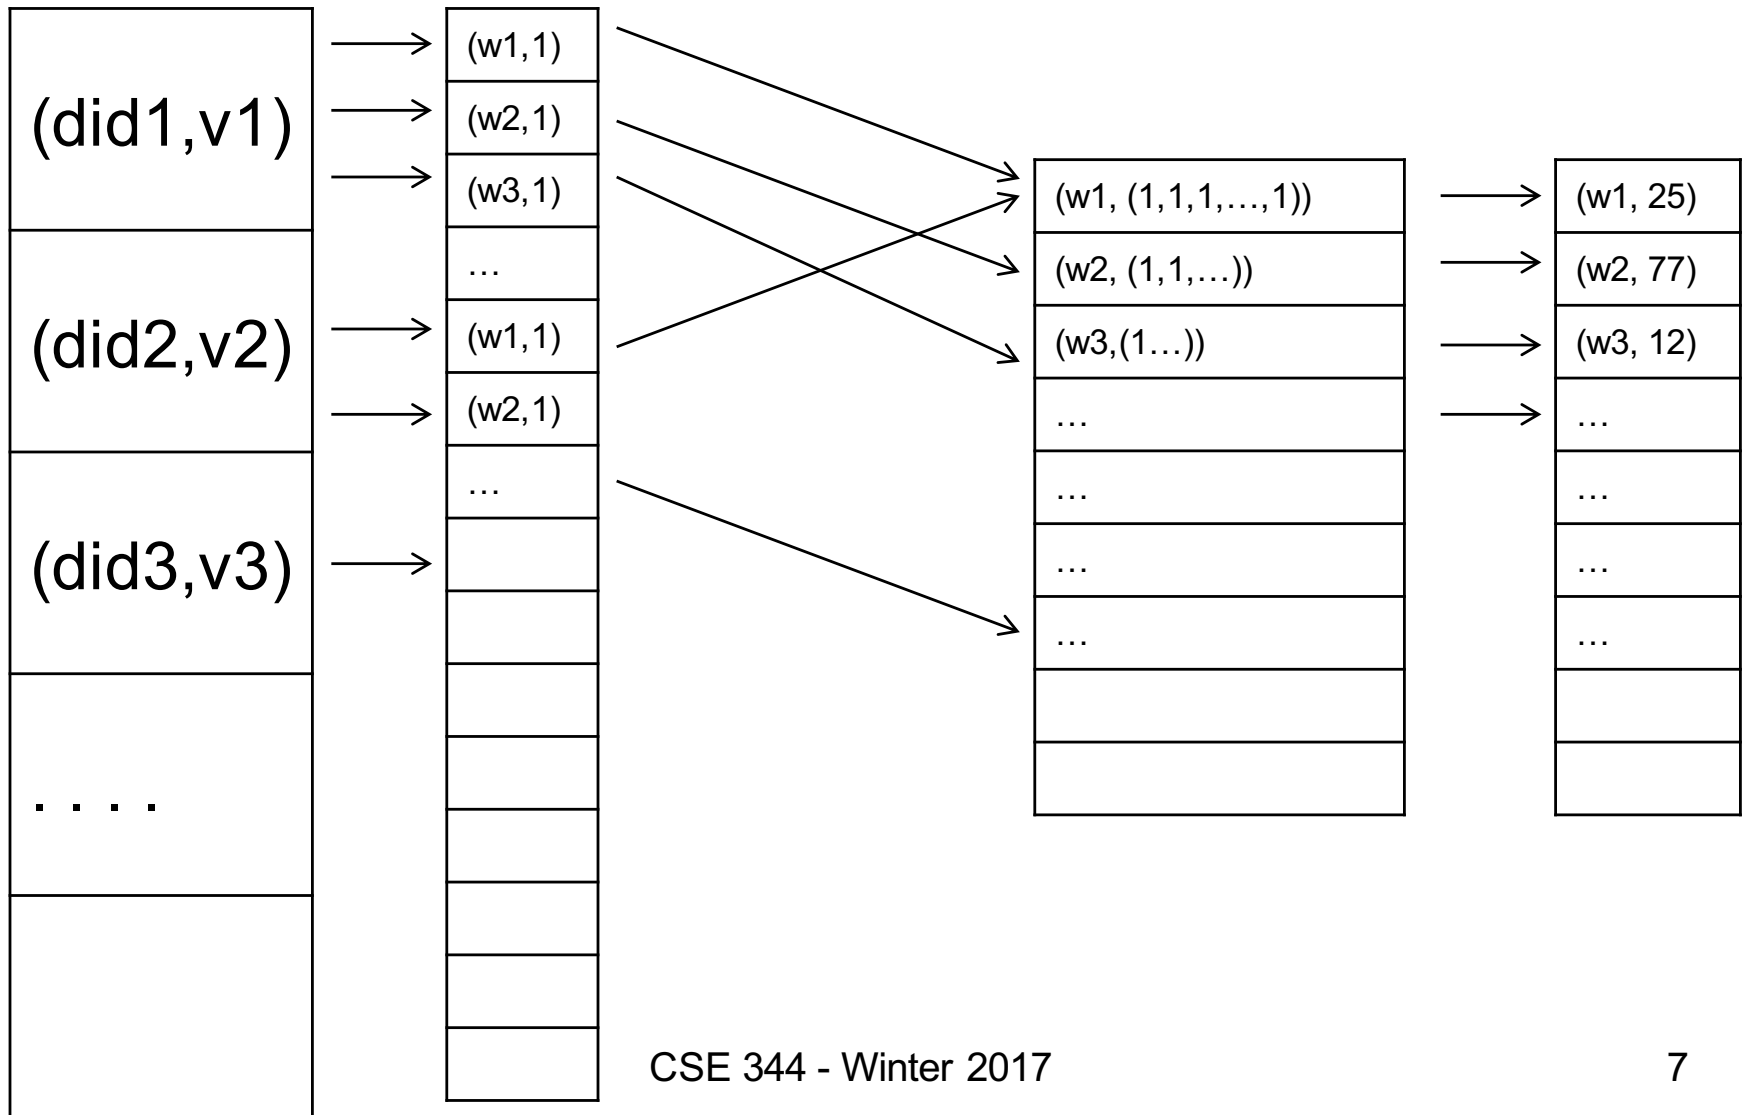 (did1,v1)
(did2,v2)
(did3,v3)
. . . .
(w1,1)
(w2,1)
(w3,1)
…
(w1,1)
(w2,1)
…
(w1, (1,1,1,…,1))
(w2, (1,1,…))
(w3,(1…))
…
…
…
…
(w1, 25)
(w2, 77)
(w3, 12)
…
…
…
…
CSE 344 - Winter 2017
7